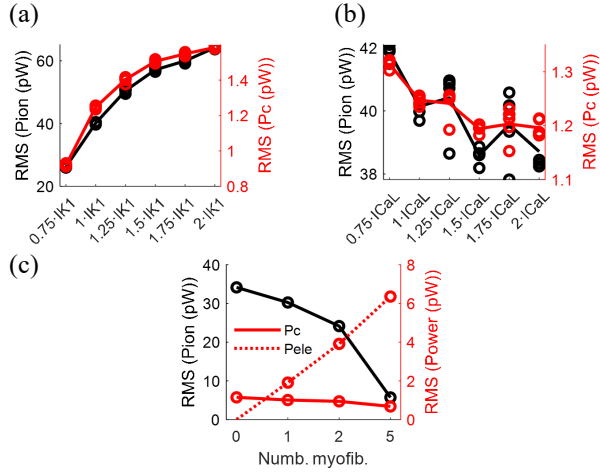 (a)
RMS (Pion (pW))
60
40
20
1.4
1.2
1
0.8
RMS (Pc (pW))
0.75·IK1
1·IK1
1.25·IK1
1.5·IK1
1.75·IK1
2·IK1
(b)
RMS (Pion (pW))
42
40
38
1.3
1.2
1.1
RMS (Pc (pW))
0.75·ICaL
1·ICaL
1.25·ICaL
1.5·ICaL
1.75·ICaL
2·ICaL
(c)
RMS (Pion (pW))
40
30
20
10
0
Pc
Pele
8
6
4
2
0
RMS (Power (pW))
0 1 2 5
Numb. myofib.